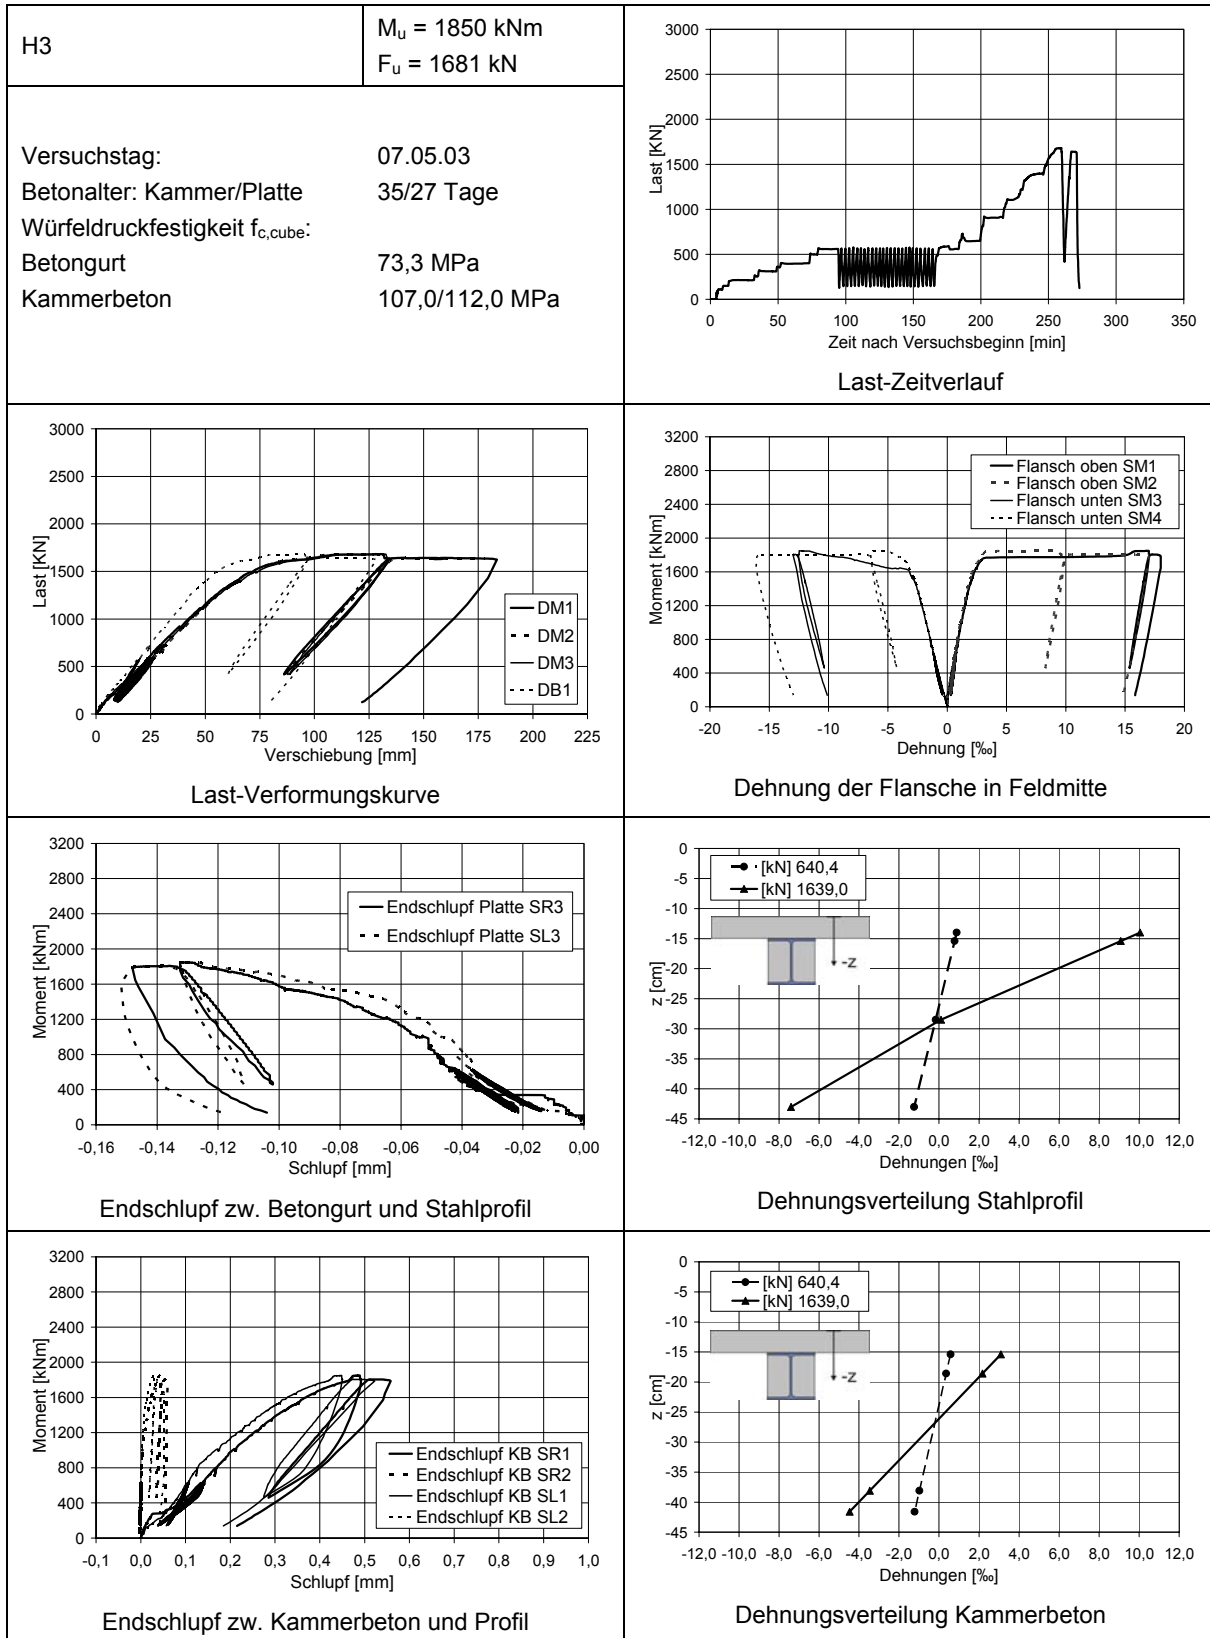 H3
M_u = 1850 kNm
F_u = 1681 kN
Versuchstag: 07.05.03
Betonalter: Kammer/Platte 35/27 Tage
Würfeldruckfestigkeit f_c,cube:
Betongurt 73,3 MPa
Kammerbeton 107,0/112,0 MPa
3000
2500
2000
1500
1000
500
0
Last [KN]
0 50 100 150 200 250 300 350
Zeit nach Versuchsbeginn [min]
Last-Zeitverlauf
3000
2500
2000
1500
1000
500
0
Last [KN]
DM1
DM2
DM3
DB1
0 25 50 75 100 125 150 175 200 225
Verschiebung [mm]
Last-Verformungskurve
3200
2800
2400
2000
1600
1200
800
400
0
Moment [kNm]
Flansch oben SM1
Flansch oben SM2
Flansch unten SM3
Flansch unten SM4
-20 -15 -10 -5 0 5 10 15 20
Dehnung [‰]
Dehnung der Flansche in Feldmitte
3200
2800
2400
2000
1600
1200
800
400
0
Moment [kNm]
Endschlupf Platte SR3
Endschlupf Platte SL3
-0,16 -0,14 -0,12 -0,10 -0,08 -0,06 -0,04 -0,02 0,00
Schlupf [mm]
Endschlupf zw. Betongurt und Stahlprofil
0
-5
-10
-15
-20
-25
-30
-35
-40
-45
z [cm]
[kN] 640,4
[kN] 1639,0
-z
-12,0 -10,0 -8,0 -6,0 -4,0 -2,0 0,0 2,0 4,0 6,0 8,0 10,0 12,0
Dehnungen [‰]
Dehnungsverteilung Stahlprofil
3200
2800
2400
2000
1600
1200
800
400
0
Moment [kNm]
Endschlupf KB SR1
Endschlupf KB SR2
Endschlupf KB SL1
Endschlupf KB SL2
-0,1 0,0 0,1 0,2 0,3 0,4 0,5 0,6 0,7 0,8 0,9 1,0
Schlupf [mm]
Endschlupf zw. Kammerbeton und Profil
0
-5
-10
-15
-20
-25
-30
-35
-40
-45
z [cm]
[kN] 640,4
[kN] 1639,0
-z
-12,0 -10,0 -8,0 -6,0 -4,0 -2,0 0,0 2,0 4,0 6,0 8,0 10,0 12,0
Dehnungen [‰]
Dehnungsverteilung Kammerbeton